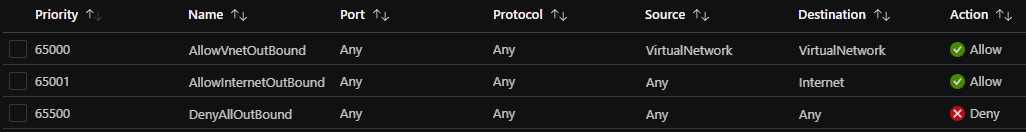 Priority Name Port Protocol Source Destination Action
65000 AllowVnetOutBound Any Any VirtualNetwork VirtualNetwork Allow
65001 AllowInternetOutBound Any Any Any Internet Allow
65500 DenyAllOutBound Any Any Any Any Deny